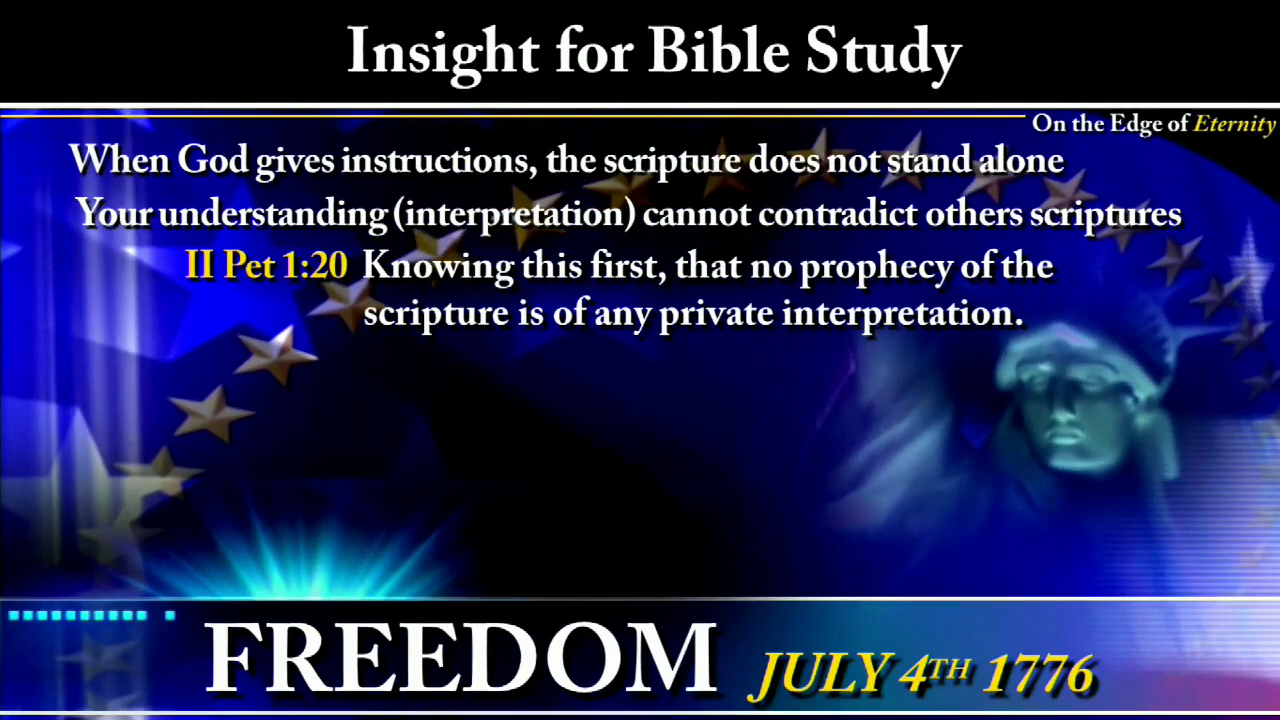 Insight for Bible Study
On the Edge of Eternity
When God gives instructions, the scripture does not stand alone
Your understanding (interpretation) cannot contradict others scriptures
II Pet 1:20 Knowing this first, that no prophecy of the
scripture is of any private interpretation.
FREEDOM JULY 4TH 1776